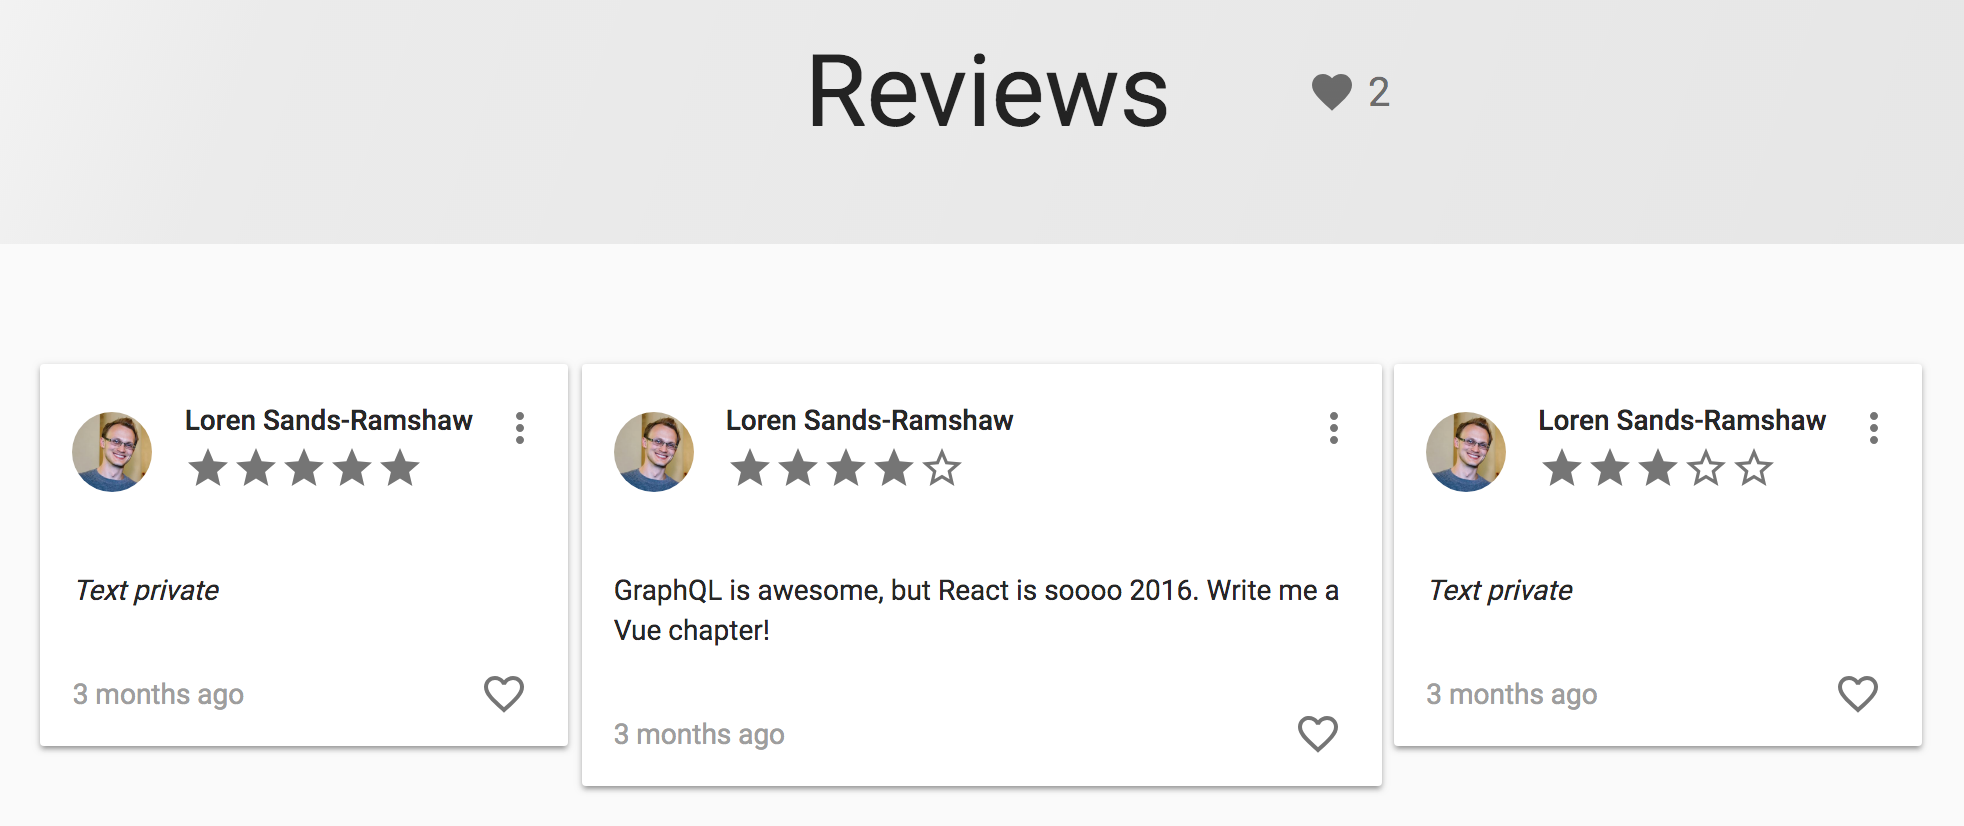 Reviews
2
Loren Sands-Ramshaw
Text private
3 months ago
Loren Sands-Ramshaw
GraphQL is awesome, but React is soooo 2016. Write me a
Vue chapter!
3 months ago
Loren Sands-Ramshaw
Text private
3 months ago